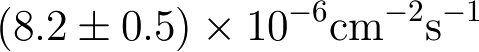 (8.2 ± 0.5) × 10⁻⁶cm⁻²s⁻¹